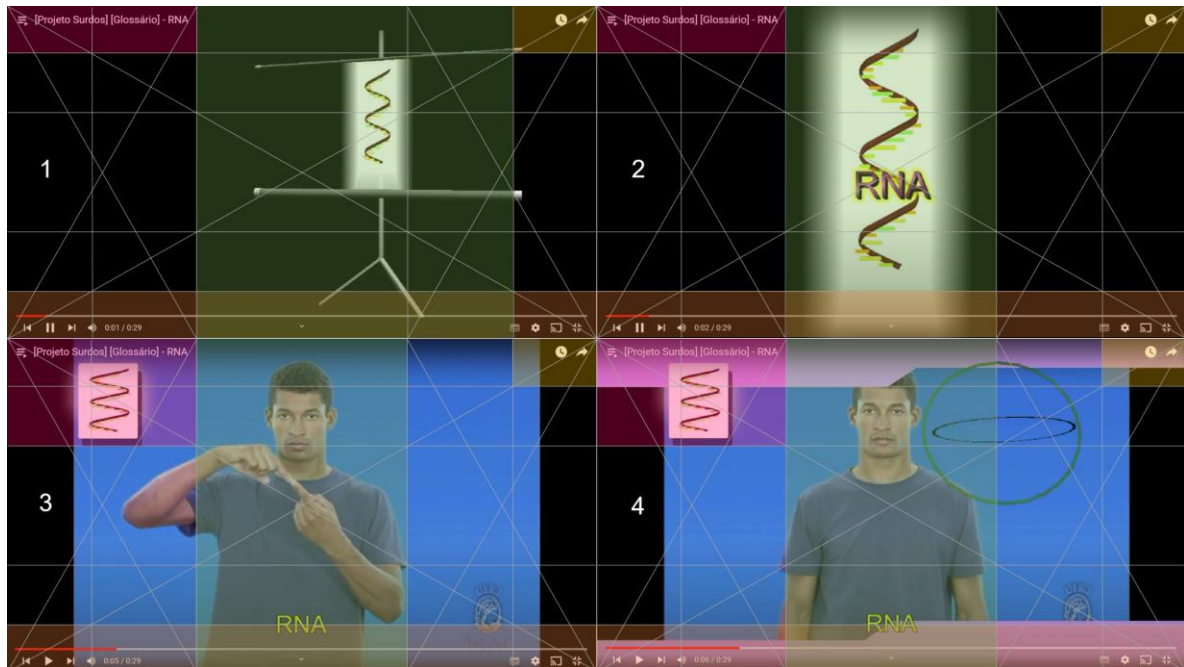 [Projeto Surdos] [Glossário] - RNA
1
0:01 / 0:29
[Projeto Surdos] [Glossário] - RNA
2
RNA
0:02 / 0:29
[Projeto Surdos] [Glossário] - RNA
3
UFRJ
RNA
0:05 / 0:29
[Projeto Surdos] [Glossário] - RNA
4
UFRJ
RNA
0:06 / 0:29